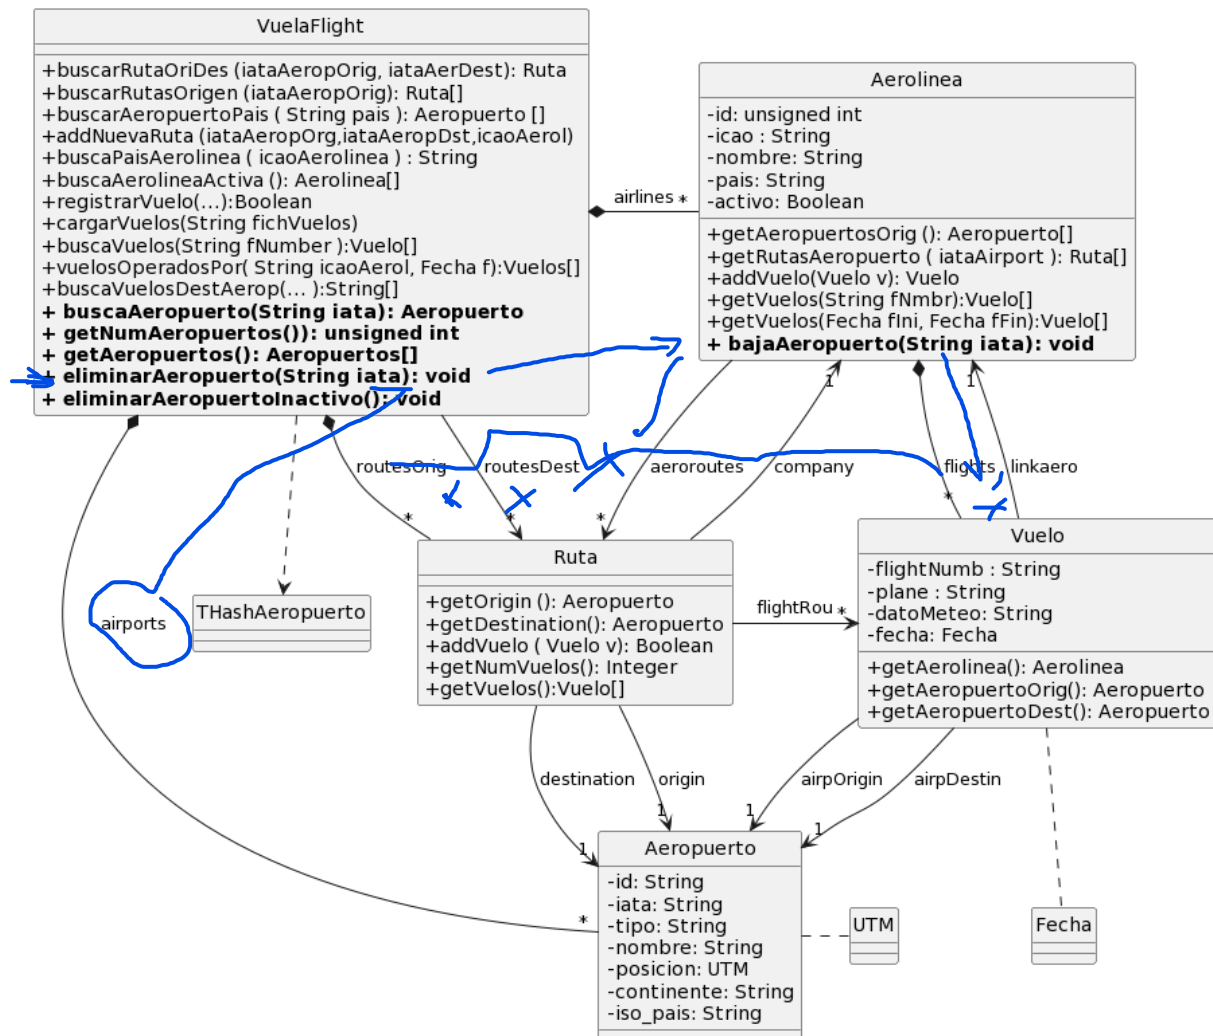 VuelaFlight
+buscarRutaOriDes (iataAeropOrig, iataAerDest): Ruta
+buscarRutasOrigen (iataAeropOrig): Ruta[]
+buscarAeropuertoPais ( String pais ): Aeropuerto []
+addNuevaRuta (iataAeropOrg,iataAeropDst,icaoAerol)
+buscaPaisAerolinea ( icaoAerolinea ) : String
+buscaAerolineaActiva (): Aerolinea[]
+registrarVuelo(...):Boolean
+cargarVuelos(String fichVuelos)
+buscaVuelos(String fNumber ):Vuelo[]
+vuelosOperadosPor( String icaoAerol, Fecha f):Vuelos[]
+buscaVuelosDestAerop(... ):String[]
+ buscaAeropuerto(String iata): Aeropuerto
+ getNumAeropuertos()): unsigned int
+ getAeropuertos(): Aeropuertos[]
+ eliminarAeropuerto(String iata): void
+ eliminarAeropuertoInactivo(): void
airlines *
Aerolinea
-id: unsigned int
-icao : String
-nombre: String
-pais: String
-activo: Boolean
+getAeropuertosOrig (): Aeropuerto[]
+getRutasAeropuerto ( iataAirport ): Ruta[]
+addVuelo(Vuelo v): Vuelo
+getVuelos(String fNmbr):Vuelo[]
+getVuelos(Fecha fIni, Fecha fFin):Vuelo[]
+ bajaAeropuerto(String iata): void
1
1
routesOrig
routesDest
aeroroutes
company
flights
linkaero
*
*
*
*
airports
THashAeropuerto
Ruta
+getOrigin (): Aeropuerto
+getDestination(): Aeropuerto
+addVuelo ( Vuelo v): Boolean
+getNumVuelos(): Integer
+getVuelos():Vuelo[]
flightRou *
Vuelo
-flightNumb : String
-plane : String
-datoMeteo: String
-fecha: Fecha
+getAerolinea(): Aerolinea
+getAeropuertoOrig(): Aeropuerto
+getAeropuertoDest(): Aeropuerto
destination
origin
airpOrigin
airpDestin
1
1
1
1
*
Aeropuerto
-id: String
-iata: String
-tipo: String
-nombre: String
-posicion: UTM
-continente: String
-iso_pais: String
UTM
Fecha